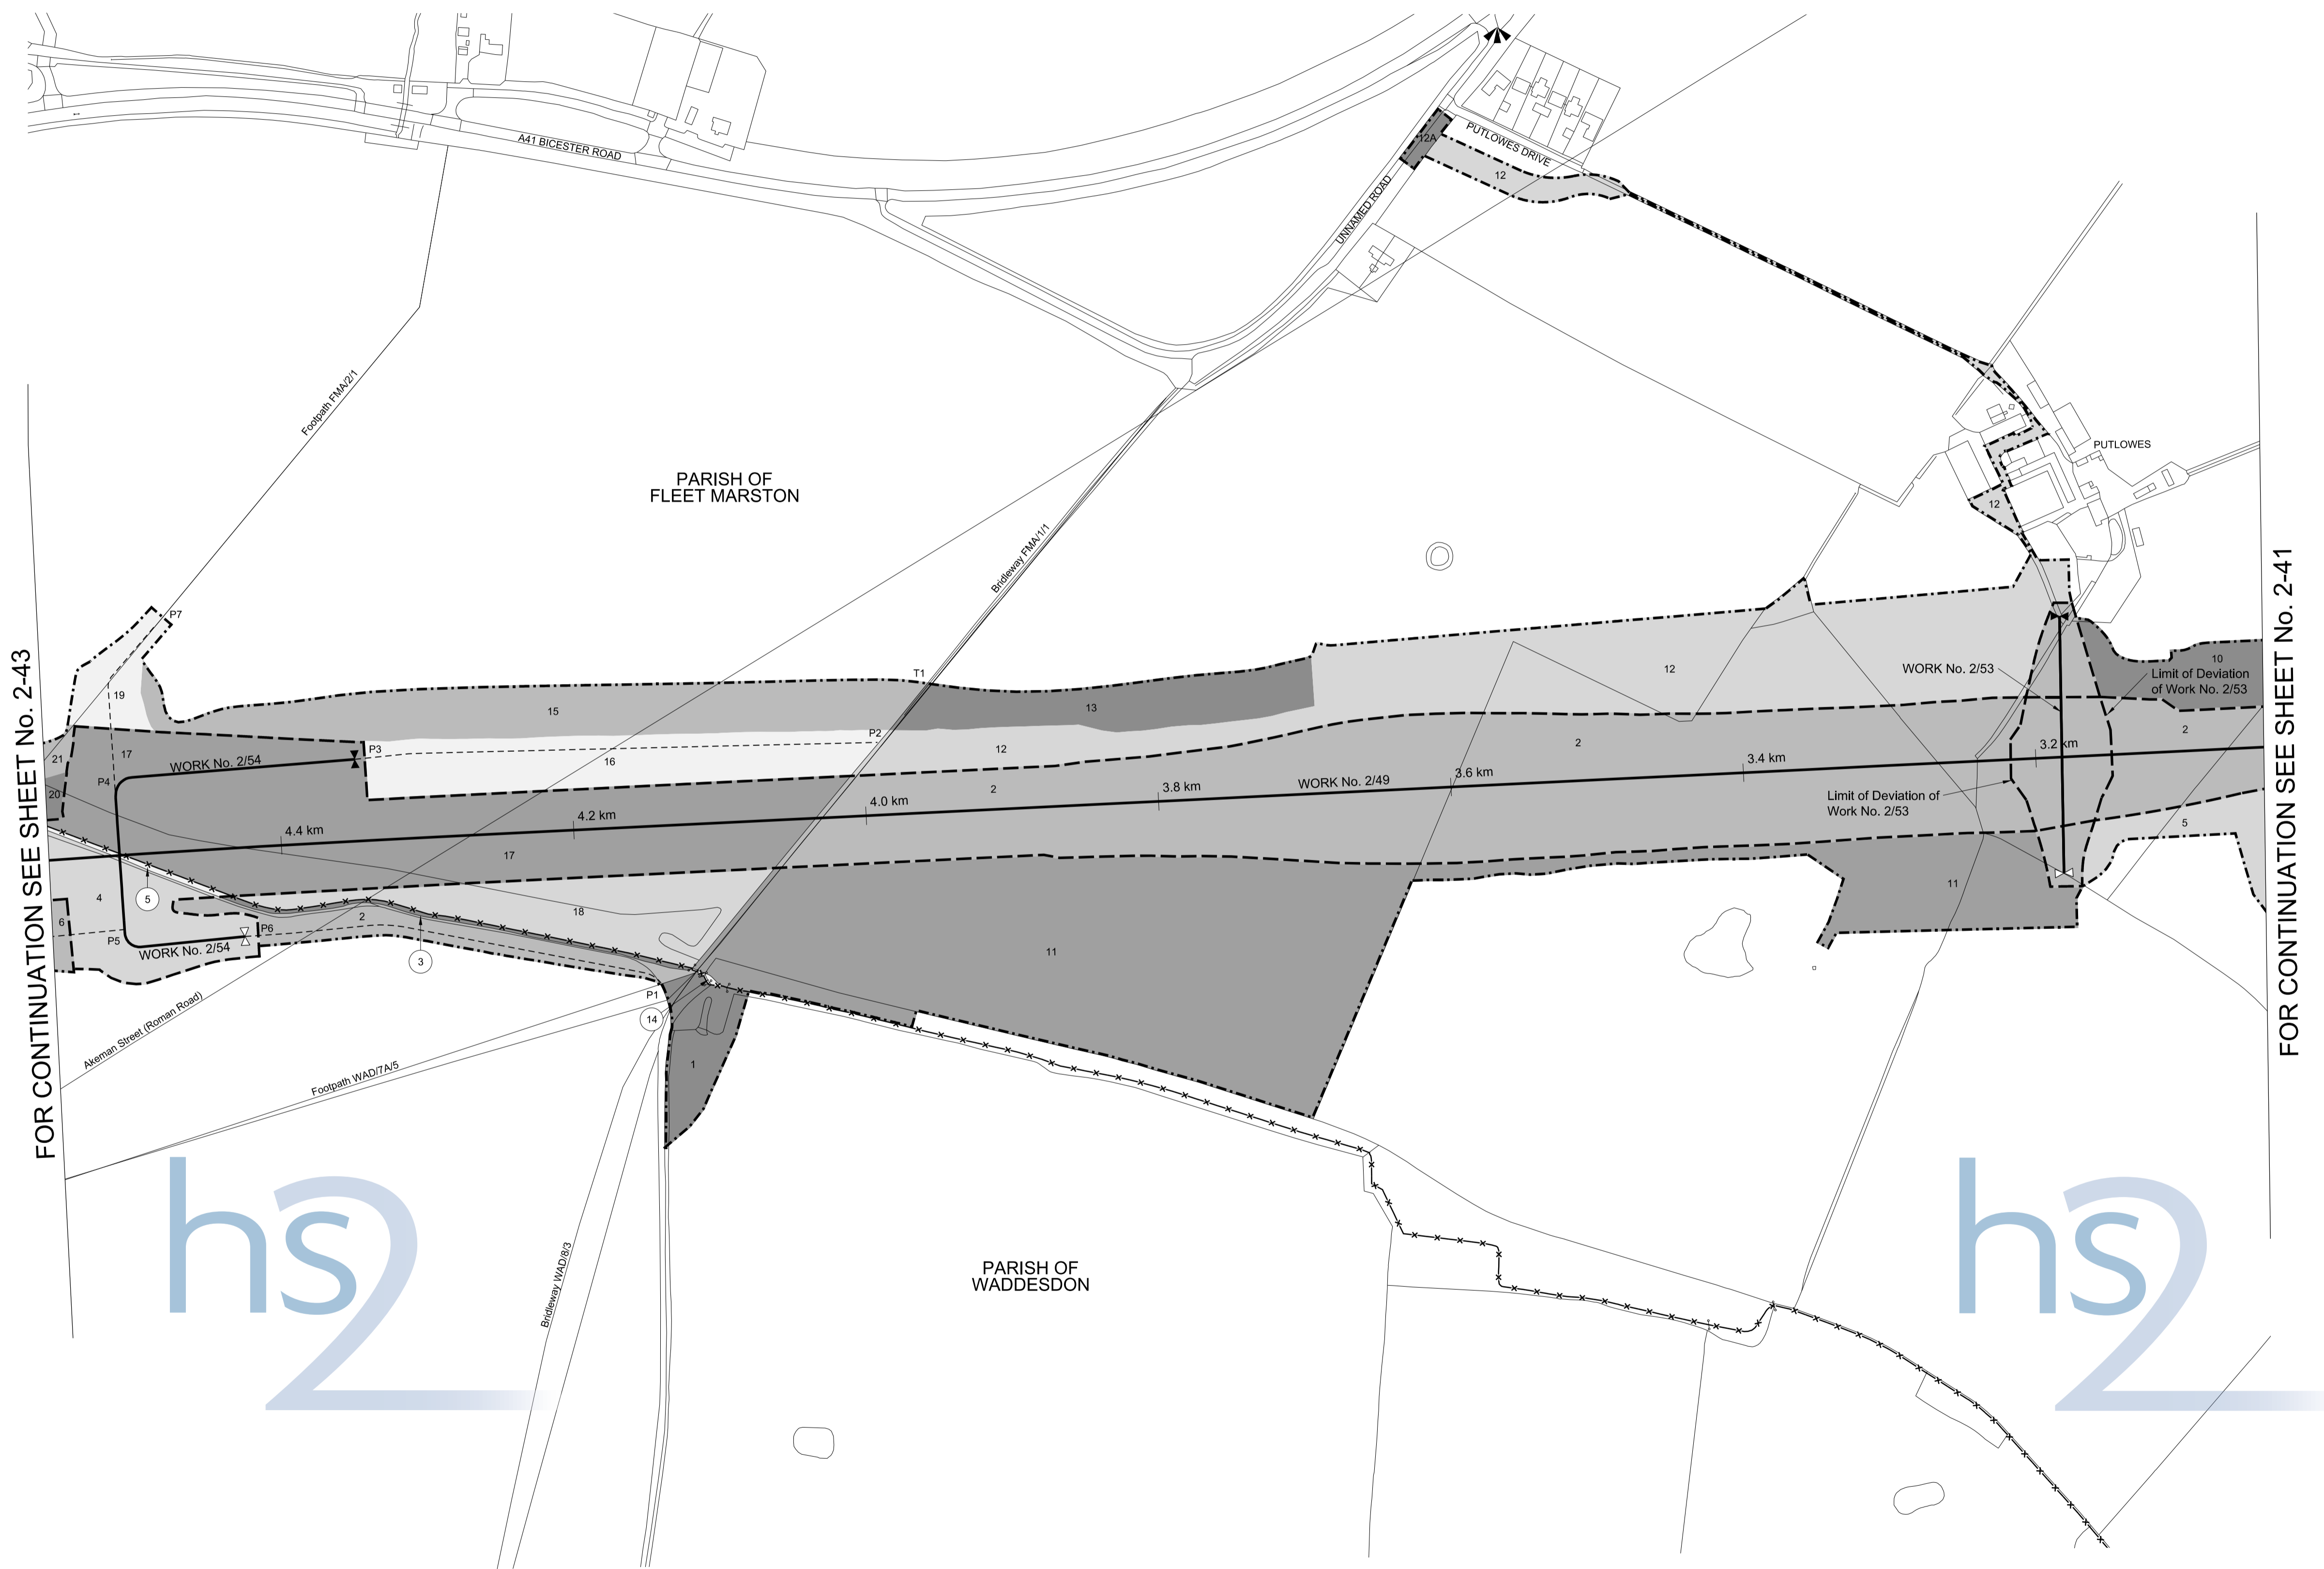 A41 BICESTER ROAD
12A
PUTLOWES DRIVE
12
UNNAMED ROAD
Footpath FMA/2/1
PUTLOWES
PARISH OF
FLEET MARSTON
12
Bridleway FMA/1/1
P7
T1
19
15
13
12
WORK No. 2/53
10
Limit of Deviation
of Work No. 2/53
P2
P3
12
2
2
3.2 km
21
17
WORK No. 2/54
16
P4
3.4 km
3.6 km
WORK No. 2/49
3.8 km
2
20
4.0 km
4.2 km
4.4 km
Limit of Deviation of
Work No. 2/53
5
17
5
4
11
18
2
6
P6
P5
WORK No. 2/54
3
11
P1
14
1
Akeman Street (Roman Road)
Footpath WAD/7A/5
Bridleway WAD/8/3
PARISH OF
WADDESDON
FOR CONTINUATION SEE SHEET No. 2-43
FOR CONTINUATION SEE SHEET No. 2-41
hs2
hs2